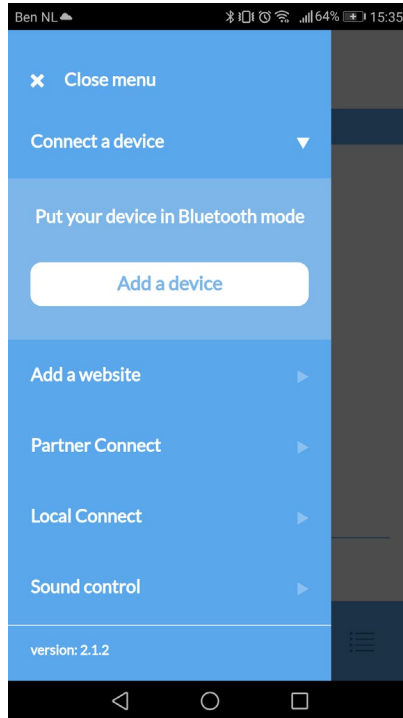 Ben NL 64% 15:35
Close menu
Connect a device
Put your device in Bluetooth mode
Add a device
Add a website
Partner Connect
Local Connect
Sound control
version: 2.1.2